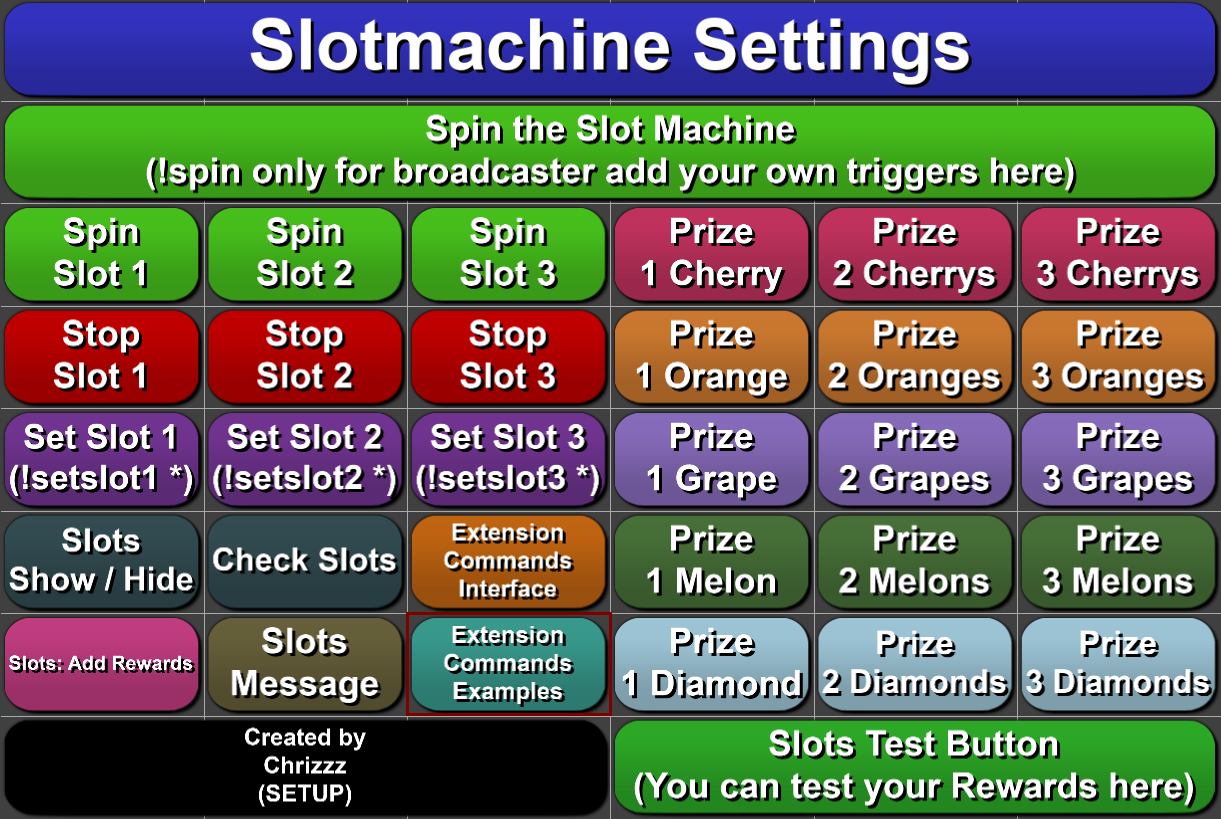 Slotmachine Settings
Spin the Slot Machine
(!spin only for broadcaster add your own triggers here)
Spin
Slot 1
Spin
Slot 2
Spin
Slot 3
Prize
1 Cherry
Prize
2 Cherrys
Prize
3 Cherrys
Stop
Slot 1
Stop
Slot 2
Stop
Slot 3
Prize
1 Orange
Prize
2 Oranges
Prize
3 Oranges
Set Slot 1
(!setslot1 *)
Set Slot 2
(!setslot2 *)
Set Slot 3
(!setslot3 *)
Prize
1 Grape
Prize
2 Grapes
Prize
3 Grapes
Slots
Show / Hide
Check Slots
Extension
Commands
Interface
Prize
1 Melon
Prize
2 Melons
Prize
3 Melons
Slots: Add Rewards
Slots
Message
Extension
Commands
Examples
Prize
1 Diamond
Prize
2 Diamonds
Prize
3 Diamonds
Created by
Chrizzz
(SETUP)
Slots Test Button
(You can test your Rewards here)